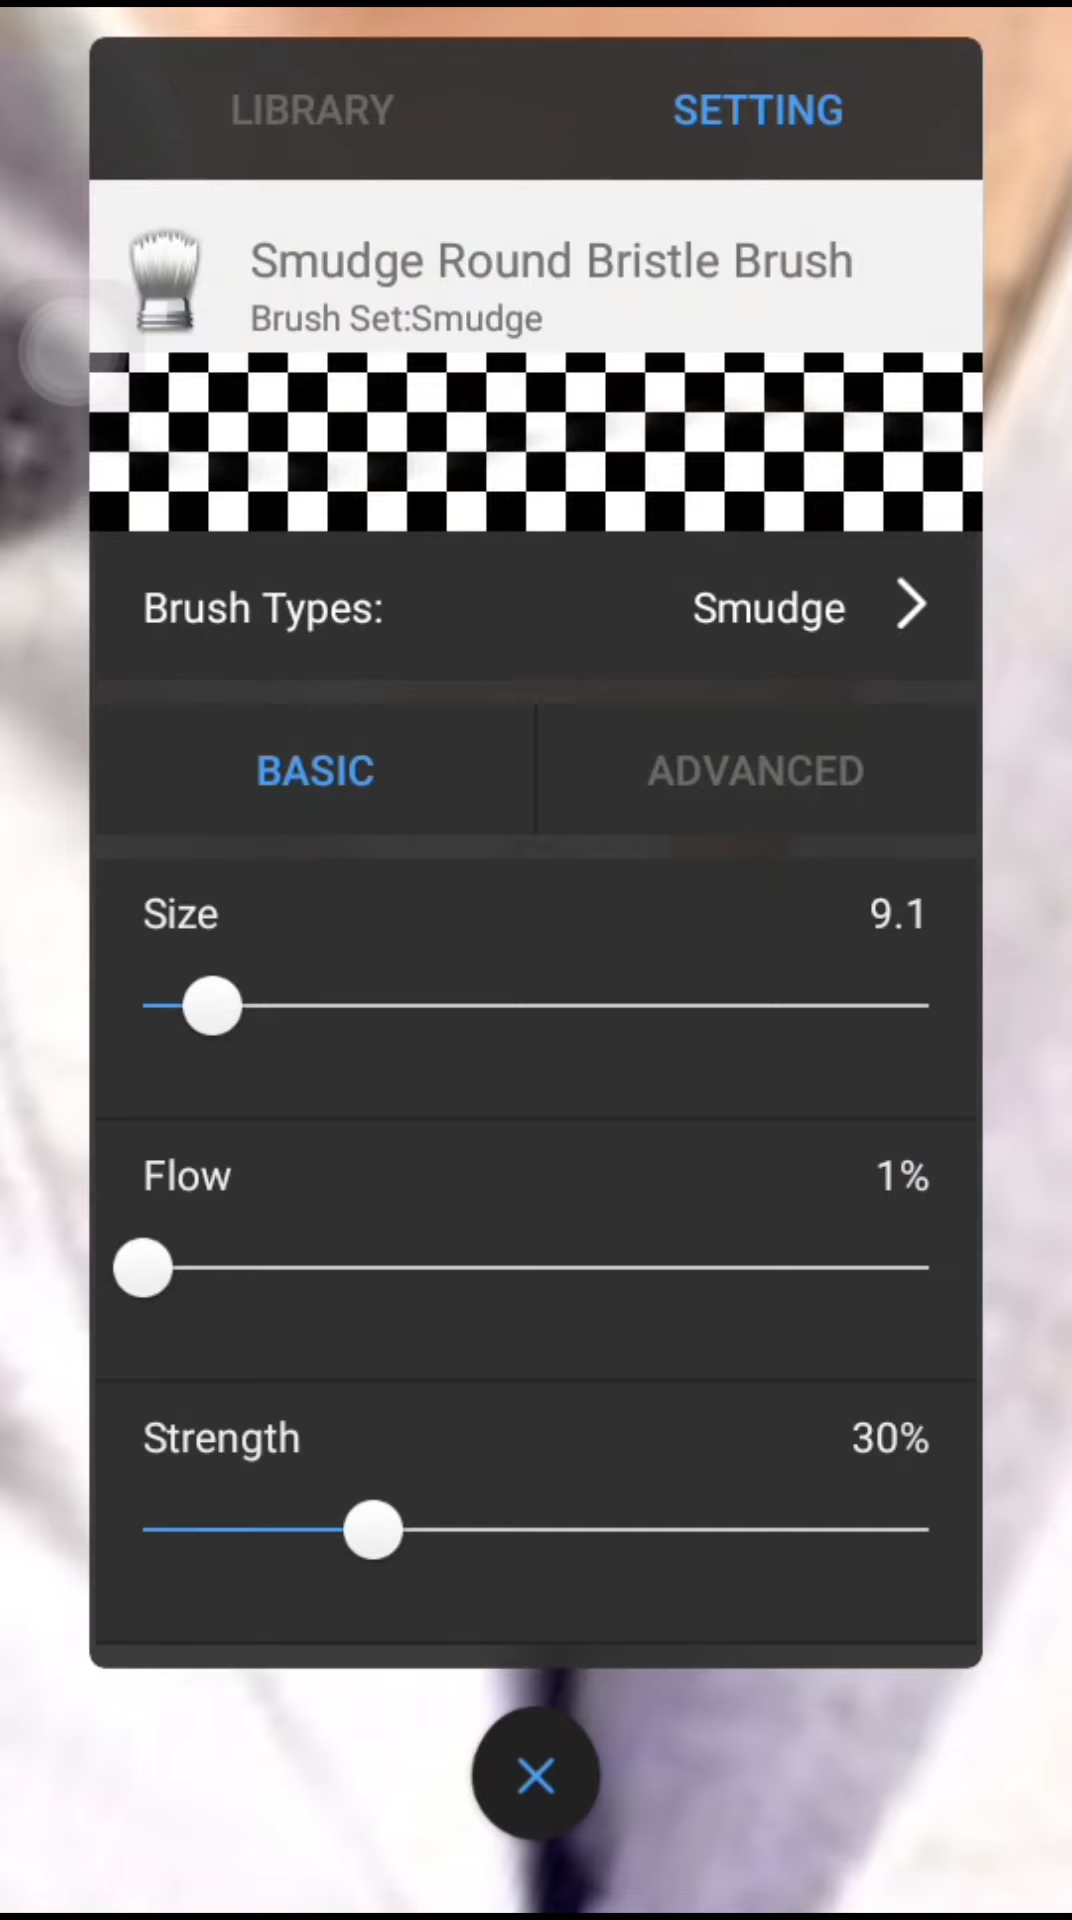 LIBRARY SETTING
Smudge Round Bristle Brush
Brush Set:Smudge
Brush Types: Smudge
BASIC ADVANCED
Size 9.1
Flow 1%
Strength 30%